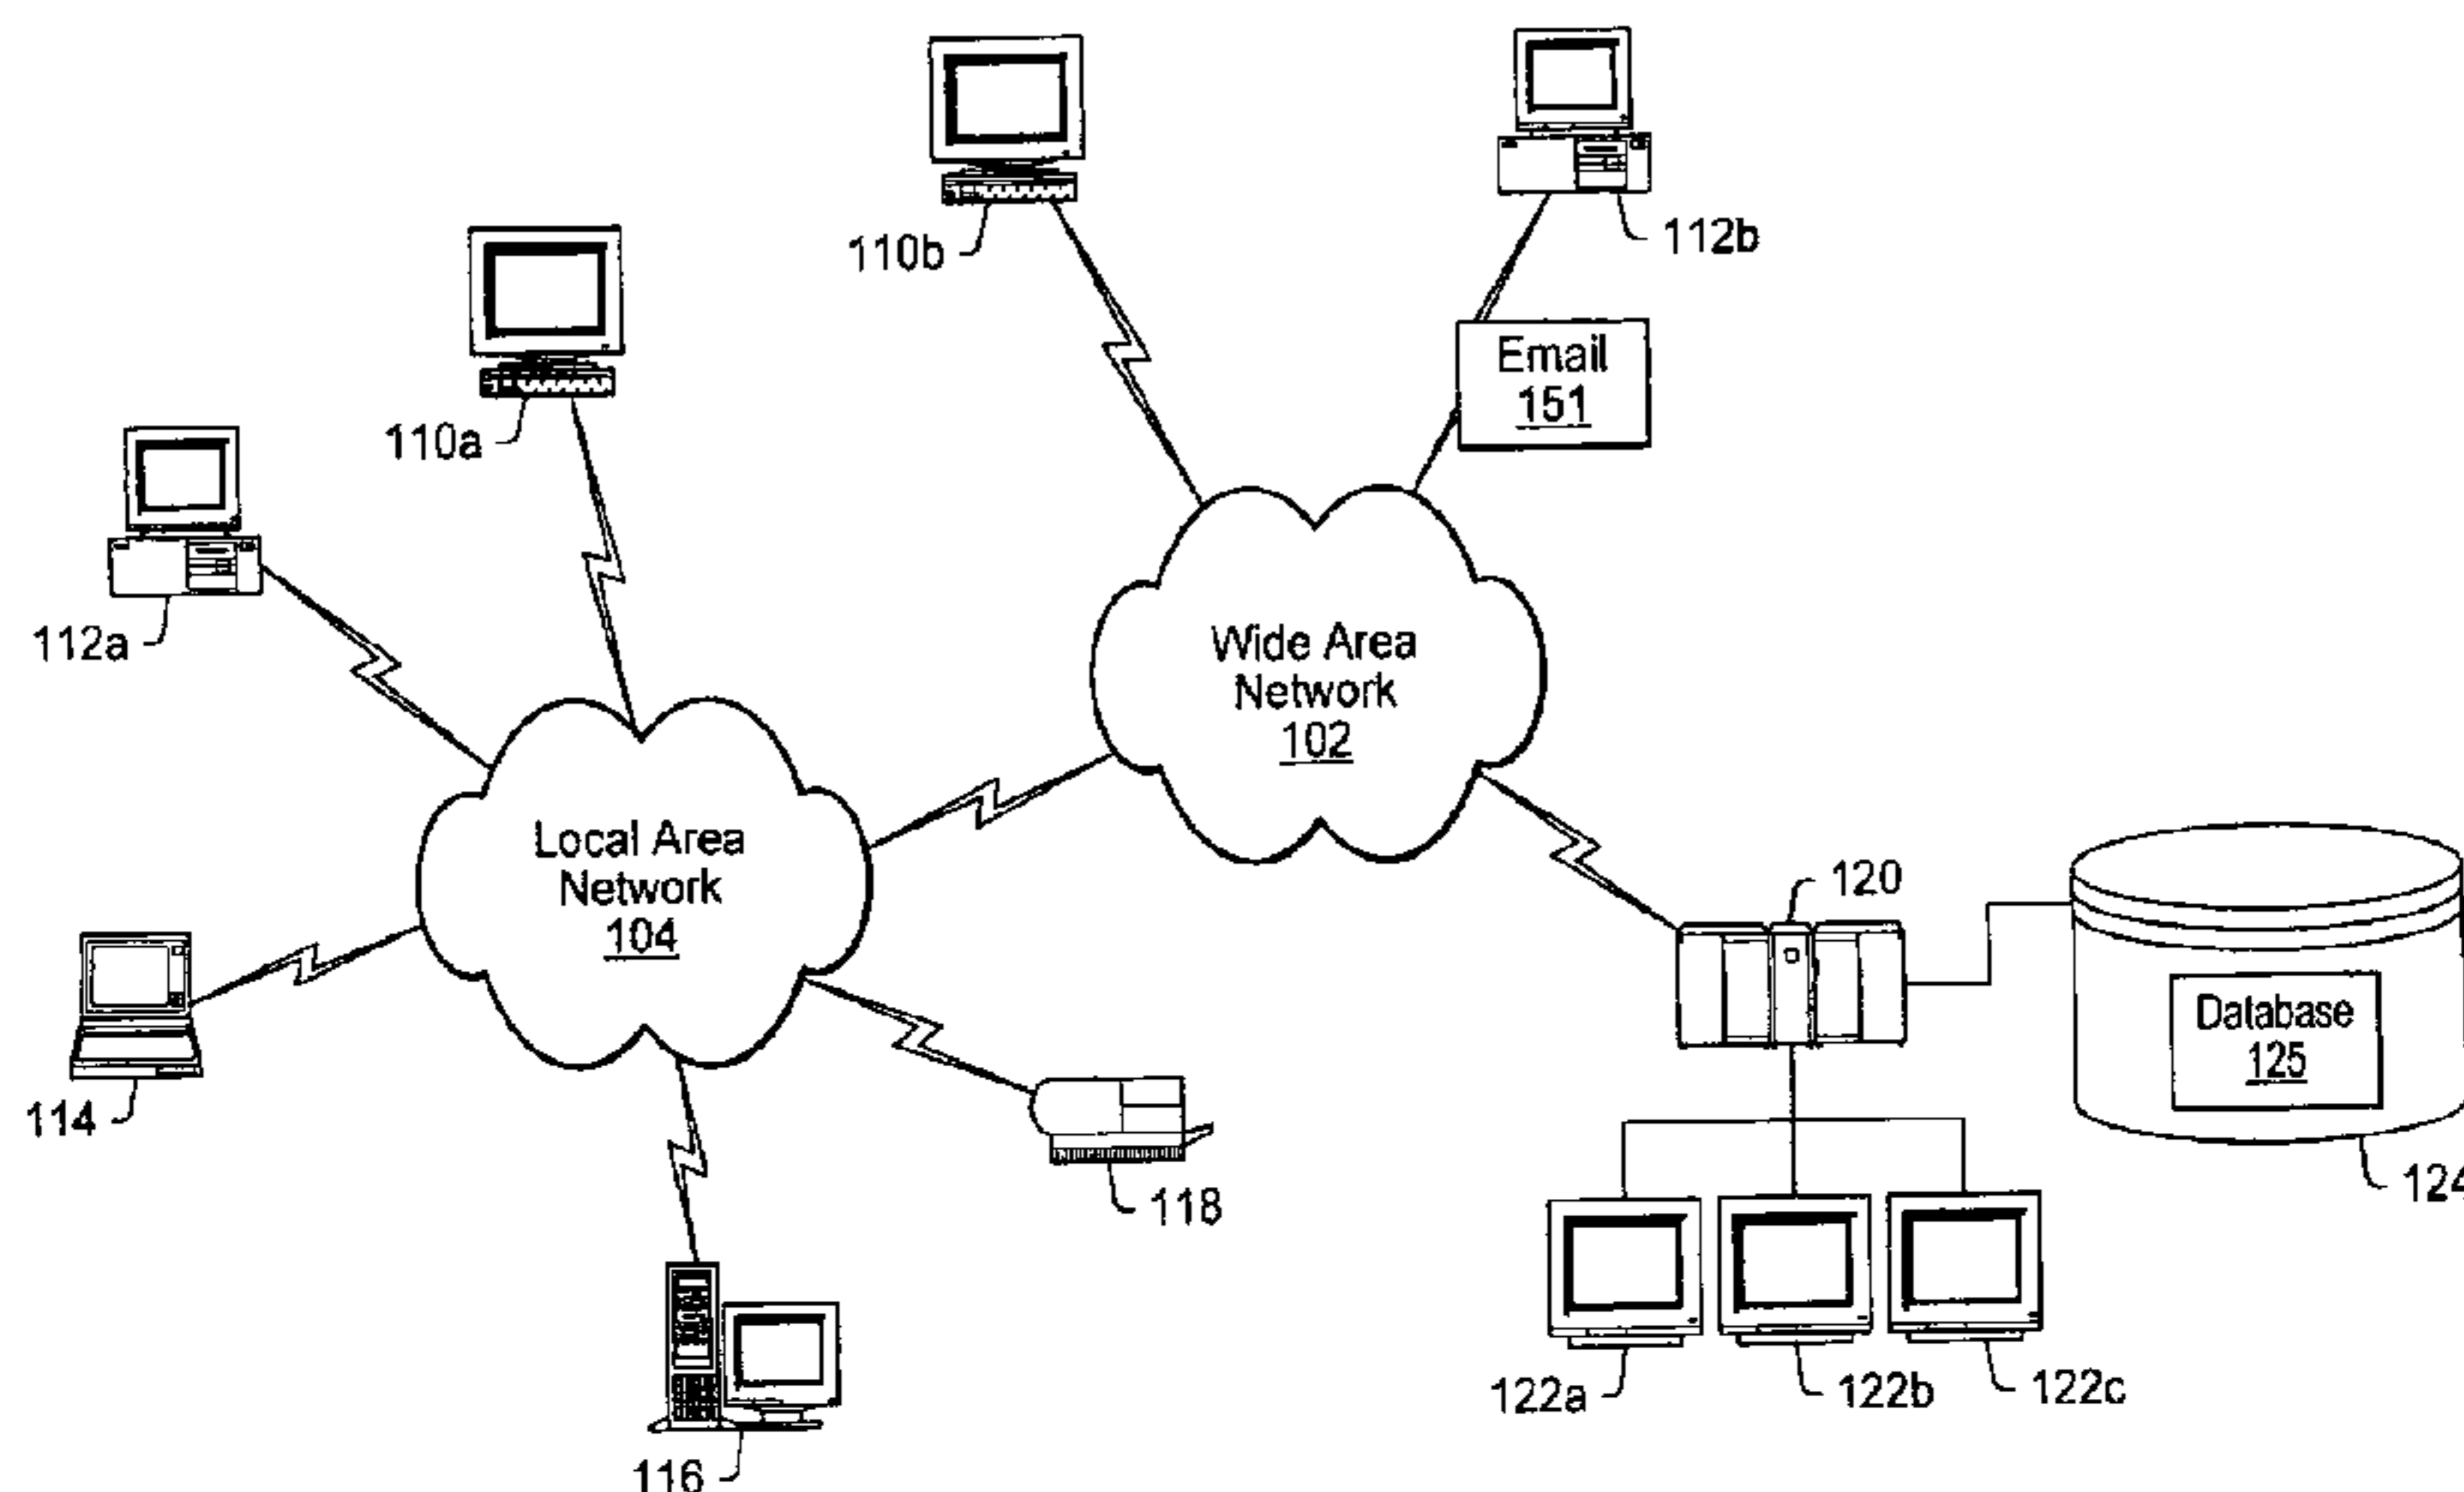 110b
112b
Email
151
110a
112a
Wide Area
Network
102
Local Area
Network
104
120
Database
125
114
118
124
122a
122b
122c
116